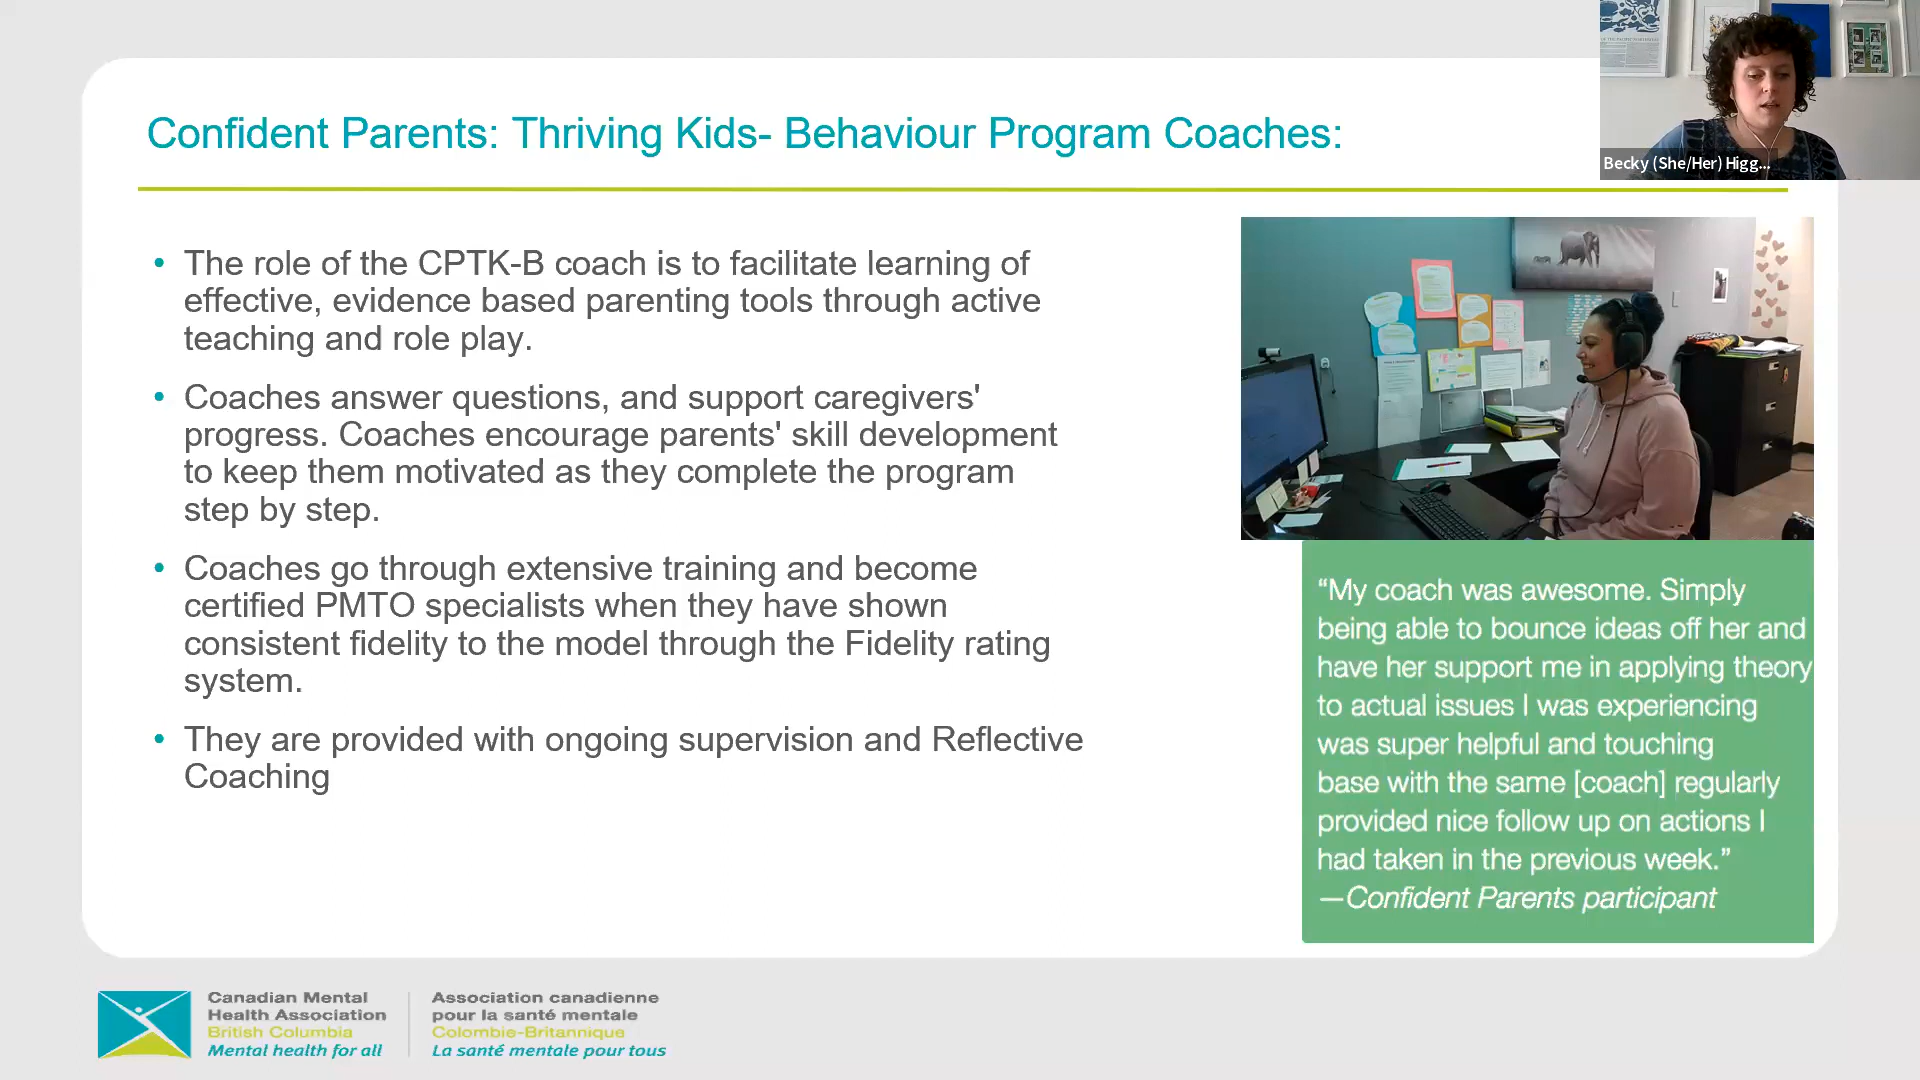 Confident Parents: Thriving Kids- Behaviour Program Coaches:
Becky (She/Her) Higg...
• The role of the CPTK-B coach is to facilitate learning of
effective, evidence based parenting tools through active
teaching and role play.
• Coaches answer questions, and support caregivers'
progress. Coaches encourage parents' skill development
to keep them motivated as they complete the program
step by step.
• Coaches go through extensive training and become
certified PMTO specialists when they have shown
consistent fidelity to the model through the Fidelity rating
system.
• They are provided with ongoing supervision and Reflective
Coaching
“My coach was awesome. Simply
being able to bounce ideas off her and
have her support me in applying theory
to actual issues I was experiencing
was super helpful and touching
base with the same [coach] regularly
provided nice follow up on actions I
had taken in the previous week.”
—Confident Parents participant
Canadian Mental
Health Association
British Columbia
Mental health for all
Association canadienne
pour la santé mentale
Colombie-Britannique
La santé mentale pour tous